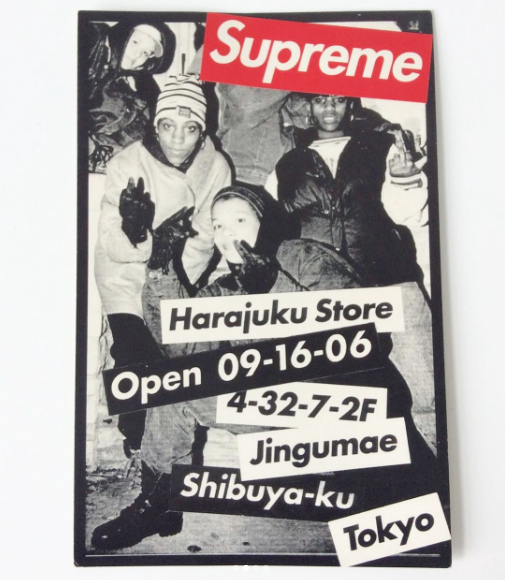 Supreme
Harajuku Store
Open 09-16-06
4-32-7-2F
Jingumae
Shibuya-ku
Tokyo